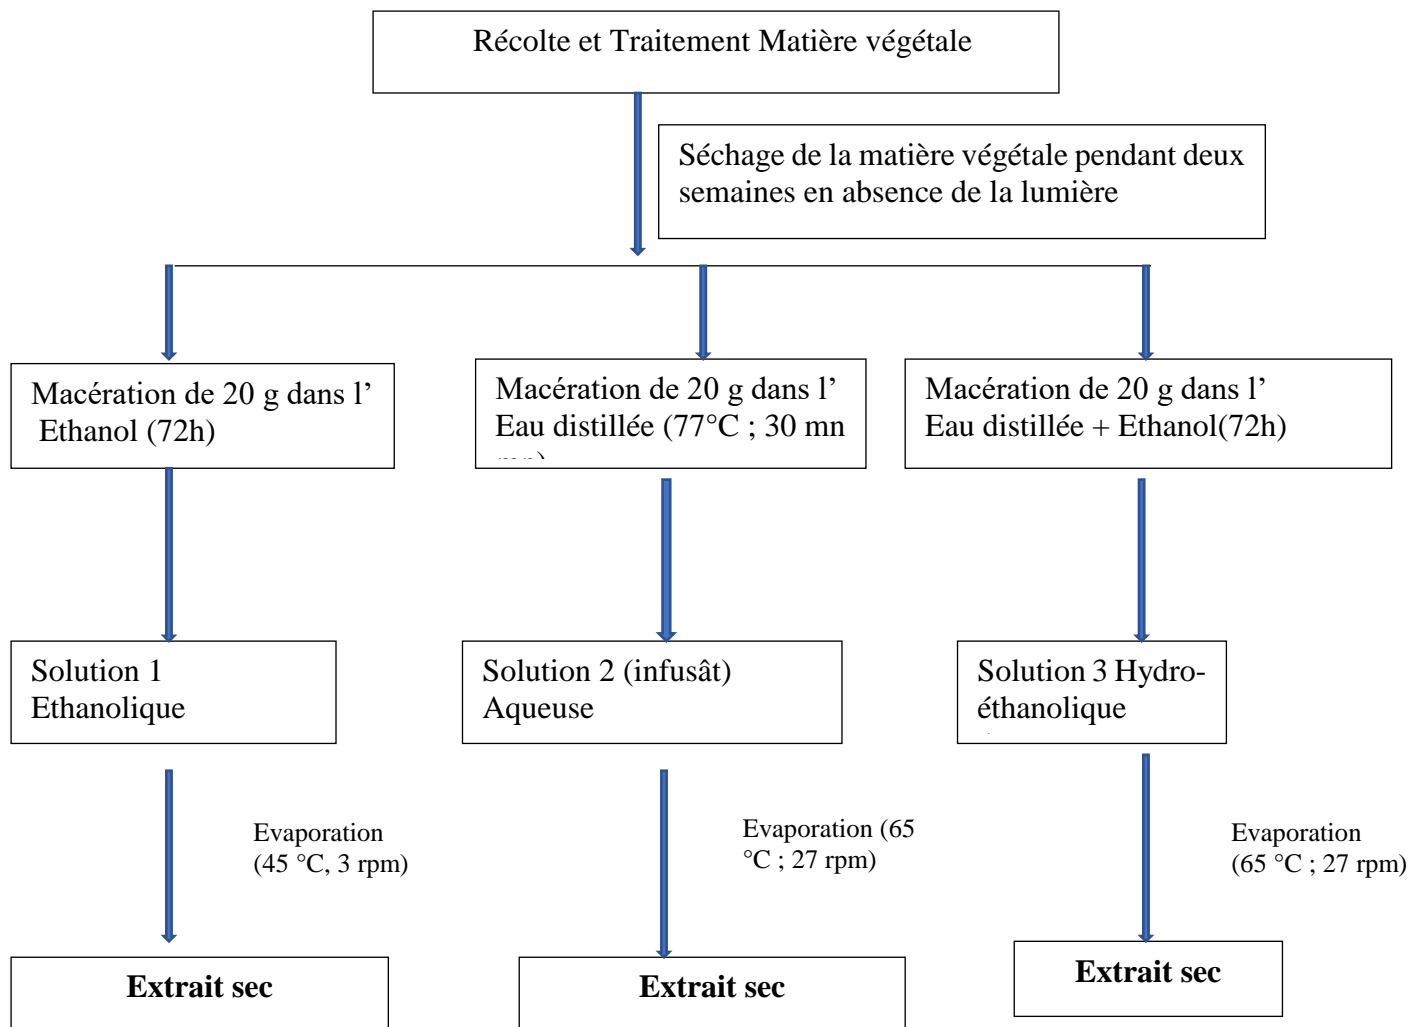 Récolte et Traitement Matière végétale
Séchage de la matière végétale pendant deux
semaines en absence de la lumière
Macération de 20 g dans l’
Ethanol (72h)
Macération de 20 g dans l’
Eau distillée (77°C ; 30 mn
Macération de 20 g dans l’
Eau distillée + Ethanol(72h)
Solution 1
Ethanolique
Solution 2 (infusât)
Aqueuse
Solution 3 Hydro-
éthanolique
Evaporation
(45 °C, 3 rpm)
Evaporation (65
°C ; 27 rpm)
Evaporation
(65 °C ; 27 rpm)
Extrait sec
Extrait sec
Extrait sec